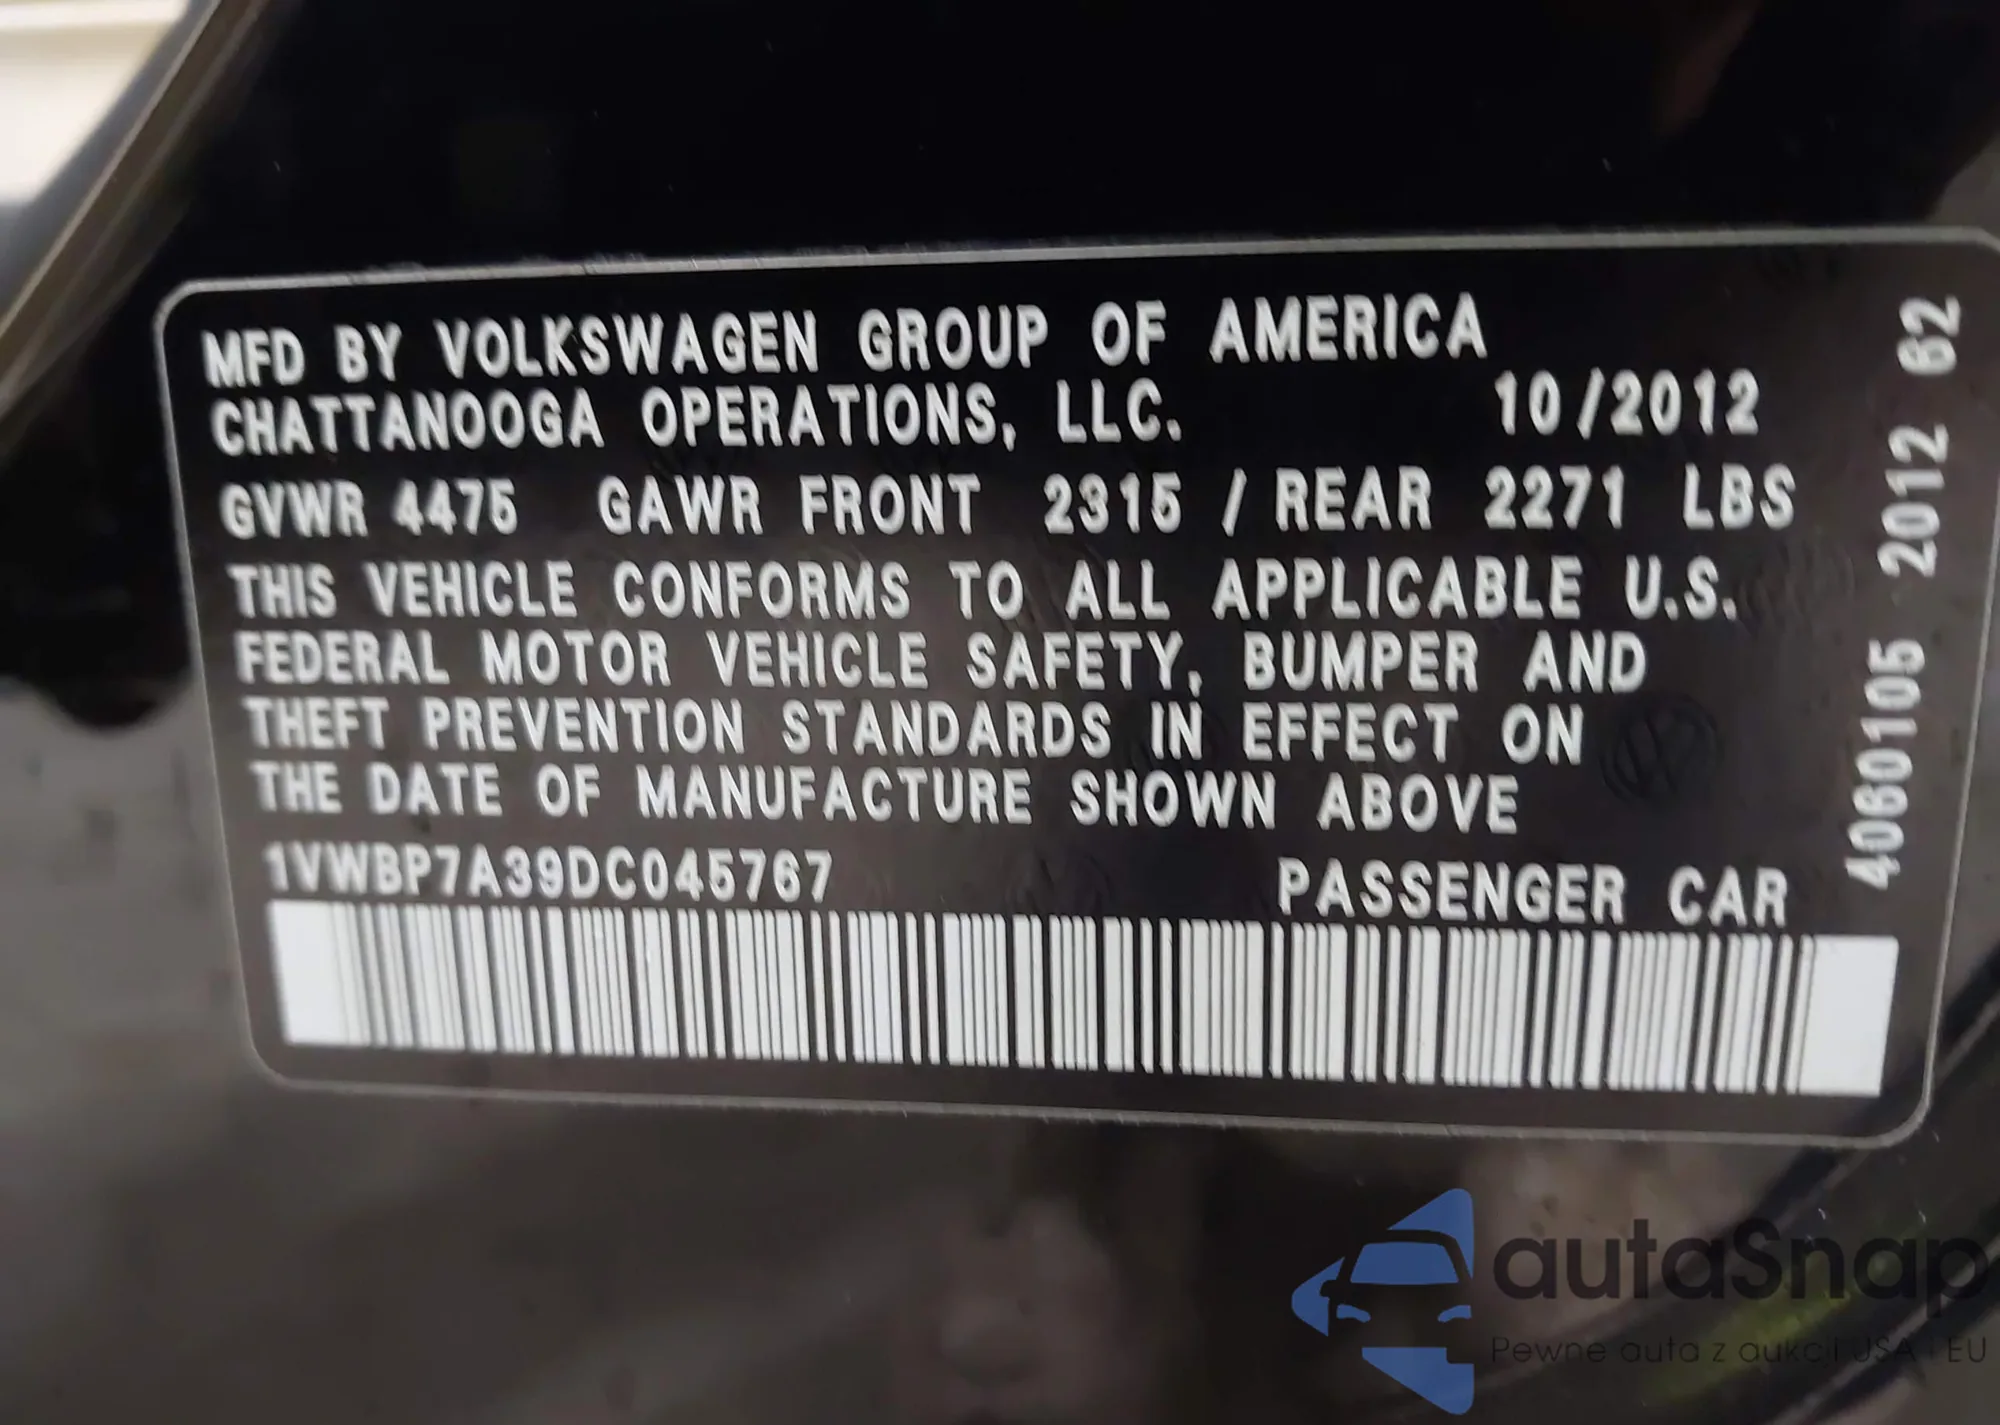 MFD BY VOLKSWAGEN GROUP OF AMERICA
CHATTANOOGA OPERATIONS, LLC. 10/2012
GVWR 4475 GAWR FRONT 2315 / REAR 2271 LBS
THIS VEHICLE CONFORMS TO ALL APPLICABLE U.S.
FEDERAL MOTOR VEHICLE SAFETY, BUMPER AND
THEFT PREVENTION STANDARDS IN EFFECT ON
THE DATE OF MANUFACTURE SHOWN ABOVE
1VWBP7A39DC045767 PASSENGER CAR
4060105 2012 62
autaSnap
Pewne auta z aukcji USA i EU